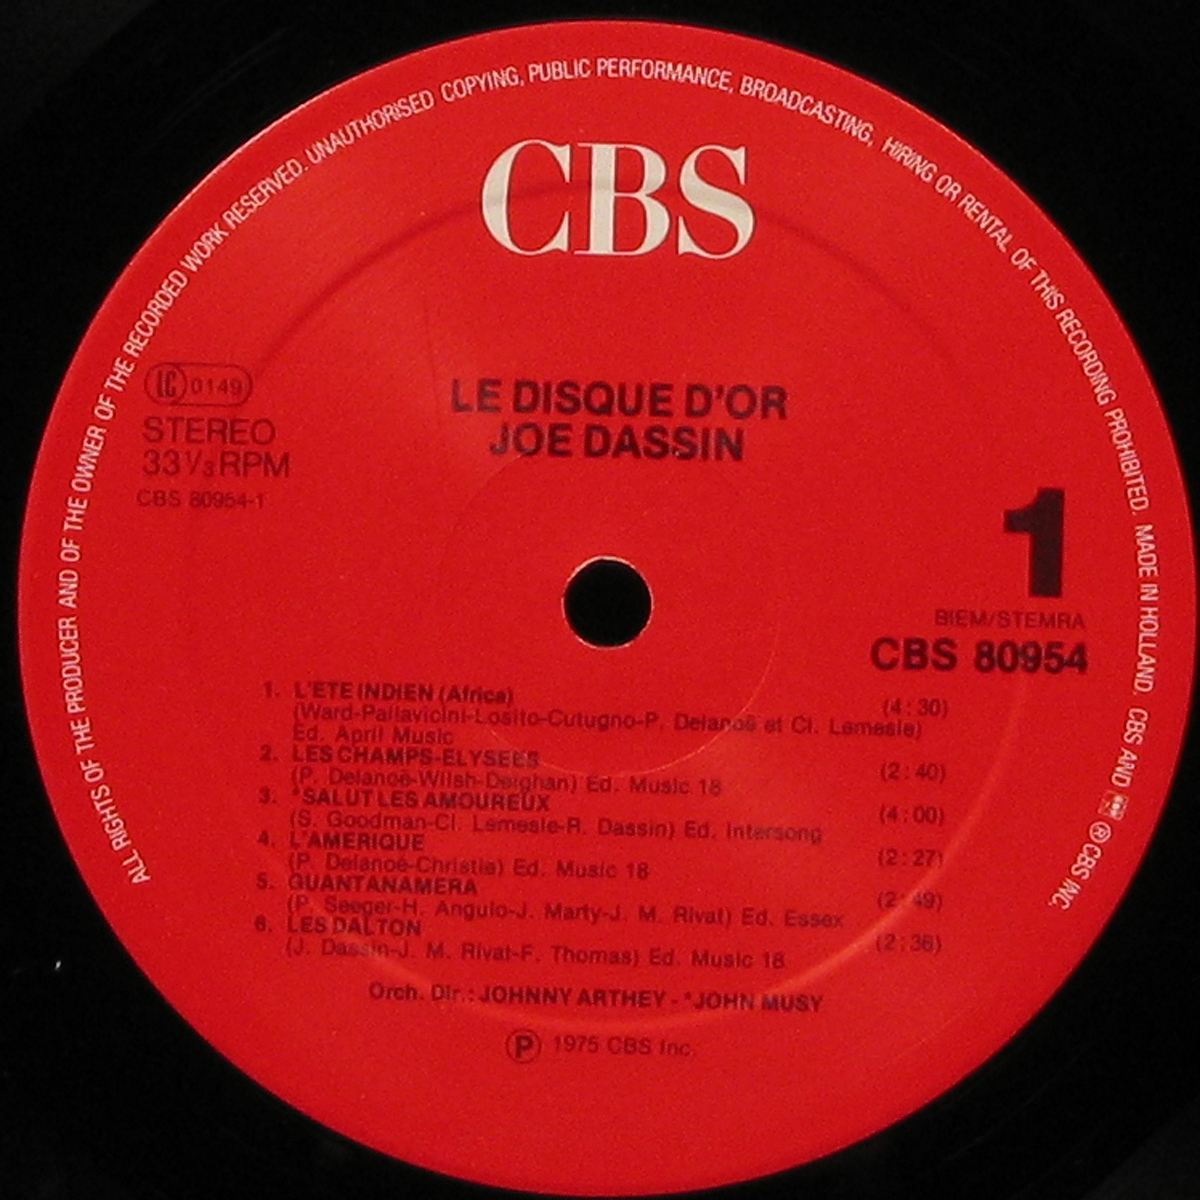 ALL RIGHTS OF THE PRODUCER AND OF THE OWNER OF THE RECORDED WORK RESERVED. UNAUTHORISED COPYING, PUBLIC PERFORMANCE, BROADCASTING, HIRING OR RENTAL OF THIS RECORDING PROHIBITED. MADE IN HOLLAND. CBS AND CBS ® CBS INC.
CBS
LC 0149
STEREO
33 1/3 RPM
CBS 80954-1
LE DISQUE D'OR
JOE DASSIN
1
BIEM/STEMRA
CBS 80954
1. L'ETE INDIEN (Africa) (4:30)
(Ward-Pallavicini-Losito-Cutugno-P. Delanoë et Cl. Lemesle)
Ed. April Music
2. LES CHAMPS-ELYSEES (2:40)
(P. Delanoë-Wilsh-Deighan) Ed. Music 18
3. *SALUT LES AMOUREUX (4:00)
(S. Goodman-Cl. Lemesle-R. Dassin) Ed. Intersong
4. L'AMERIQUE (2:27)
(P. Delanoë-Christie) Ed. Music 18
5. GUANTANAMERA (2:49)
(P. Seeger-H. Angulo-J. Marty-J. M. Rivat) Ed. Essex
6. LES DALTON (2:36)
(J. Dassin-J. M. Rivat-F. Thomas) Ed. Music 18
Orch. Dir.: JOHNNY ARTHEY - *JOHN MUSY
℗ 1975 CBS Inc.